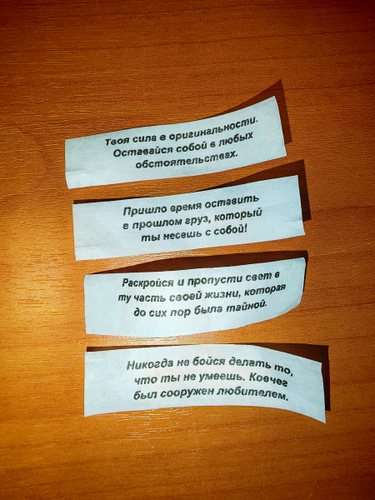 Твоя сила в оригинальности.
Оставайся собой в любых
обстоятельствах.
Пришло время оставить
в прошлом груз, который
ты несешь с собой!
Раскройся и пропусти свет в
ту часть своей жизни, которая
до сих пор была тайной.
Никогда не бойся делать то,
что ты не умеешь. Ковчег
был сооружен любителем.